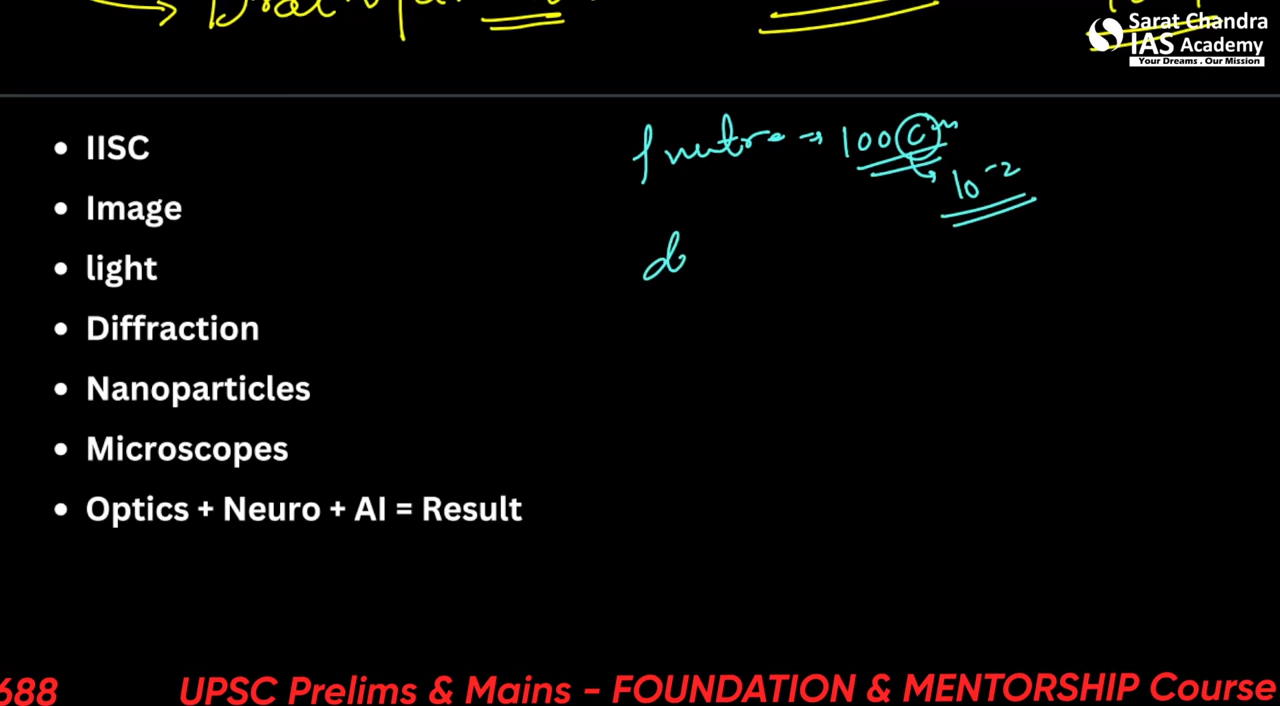 Sarat Chandra
IAS Academy
Your Dreams . Our Mission
• IISC
• Image
• light
• Diffraction
• Nanoparticles
• Microscopes
• Optics + Neuro + AI = Result
1 metre → 100 cm
10⁻²
d
688 UPSC Prelims & Mains - FOUNDATION & MENTORSHIP Course